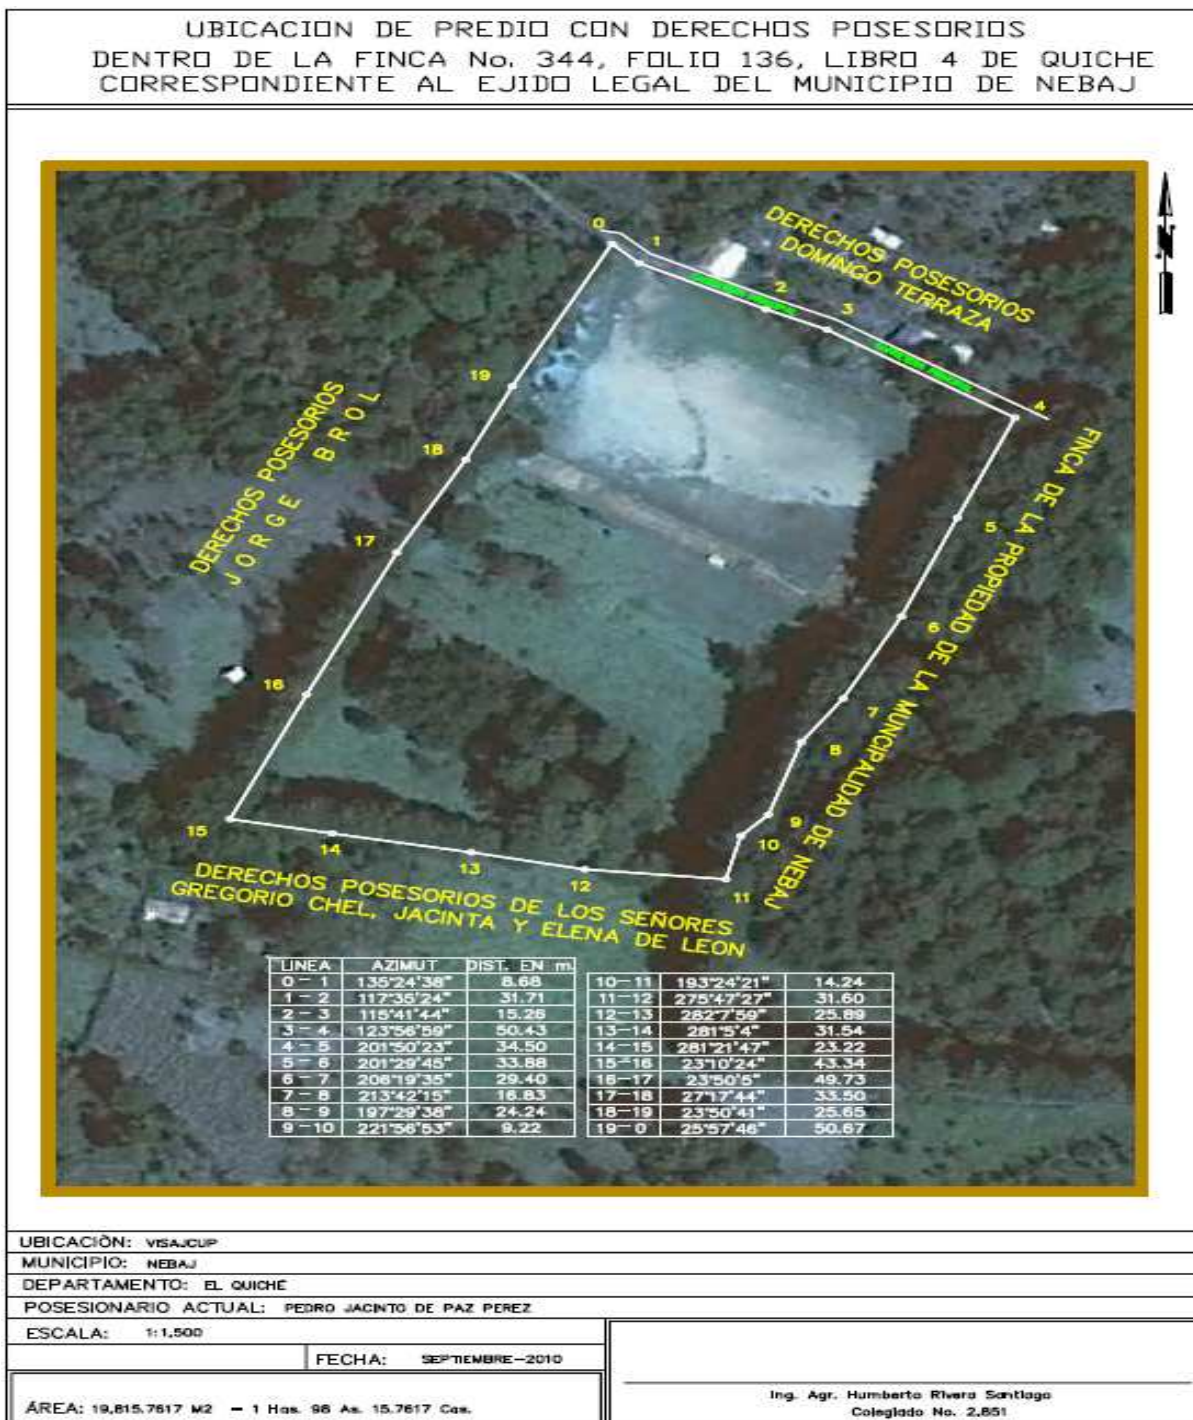 UBICACION DE PREDIO CON DERECHOS POSESORIOS
DENTRO DE LA FINCA No. 344, FOLIO 136, LIBRO 4 DE QUICHE
CORRESPONDIENTE AL EJIDO LEGAL DEL MUNICIPIO DE NEBAJ
N
0
1
2
3
4
5
6
7
8
9
10
11
12
13
14
15
16
17
18
19
DERECHOS POSESORIOS
DOMINGO TERRAZA
DERECHOS POSESORIOS
JORGE BROL
FINCA DE LA PROPIEDAD DE LA MUNCIPALIDAD DE NEBAJ
DERECHOS POSESORIOS DE LOS SEÑORES
GREGORIO CHEL, JACINTA Y ELENA DE LEON
LINEA AZIMUT DIST. EN m.
0-1 135°24'38" 8.68
1-2 117°35'24" 31.71
2-3 115°41'44" 15.26
3-4 123°56'59" 50.43
4-5 201°50'23" 34.50
5-6 201°29'45" 33.88
6-7 206°19'35" 29.40
7-8 213°42'15" 16.83
8-9 197°29'38" 24.24
9-10 221°56'53" 9.22
10-11 193°24'21" 14.24
11-12 275°47'27" 31.60
12-13 282°7'59" 25.89
13-14 281°5'4" 31.54
14-15 281°21'47" 23.22
15-16 23°10'24" 43.34
16-17 23°50'5" 49.73
17-18 27°17'44" 33.50
18-19 23°50'41" 25.65
19-0 25°57'46" 50.67
UBICACIÒN: VISAJCUP
MUNICIPIO: NEBAJ
DEPARTAMENTO: EL QUICHÉ
POSESIONARIO ACTUAL: PEDRO JACINTO DE PAZ PEREZ
ESCALA: 1:1,500
FECHA: SEPTIEMBRE-2010
ÁREA: 19,815.7617 M2 = 1 Has. 98 As. 15.7617 Cas.
Ing. Agr. Humberto Rivera Santiago
Colegiado No. 2,851